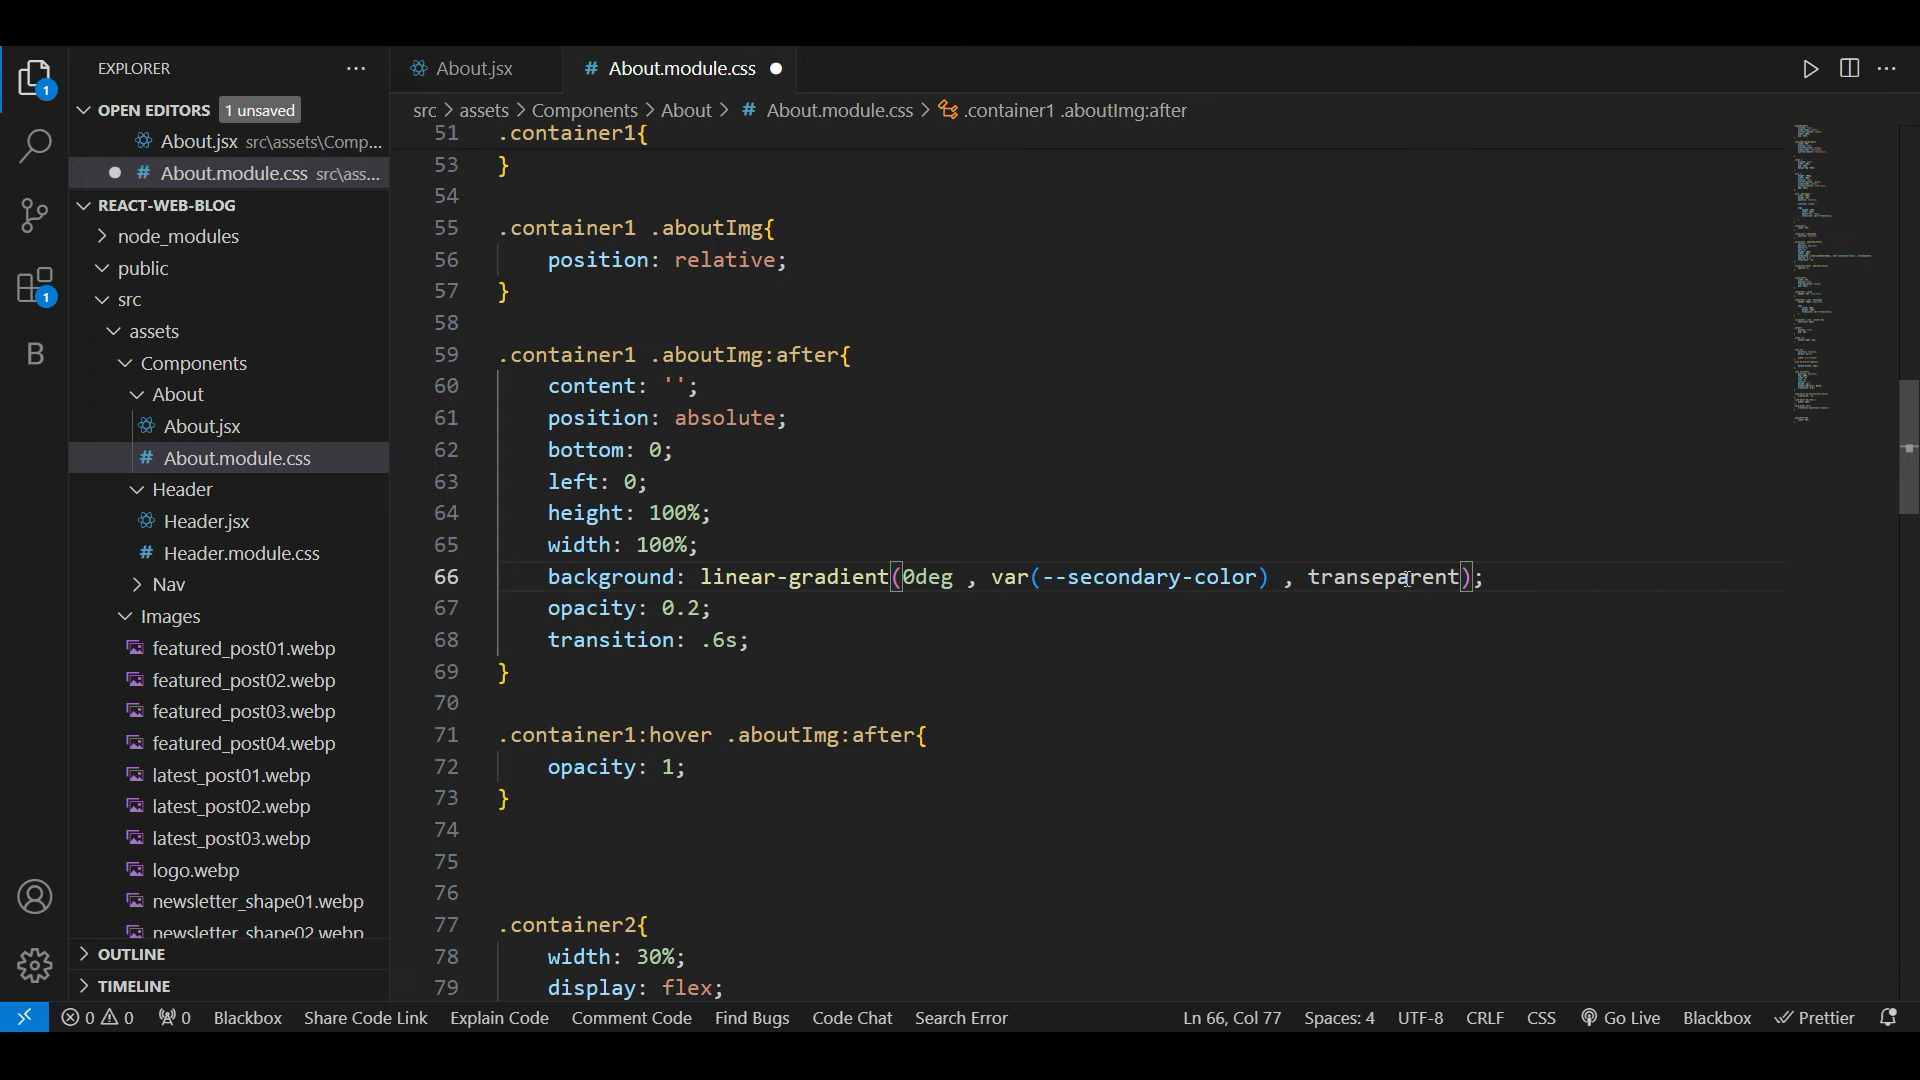 EXPLORER
About.jsx
About.module.css
OPEN EDITORS 1 unsaved
src > assets > Components > About > # About.module.css > .container1 .aboutImg:after
About.jsx src\assets\Comp...
About.module.css src\ass...
REACT-WEB-BLOG
node_modules
public
src
assets
Components
About
About.jsx
# About.module.css
Header
Header.jsx
# Header.module.css
Nav
Images
featured_post01.webp
featured_post02.webp
featured_post03.webp
featured_post04.webp
latest_post01.webp
latest_post02.webp
latest_post03.webp
logo.webp
newsletter_shape01.webp
newsletter_shape02.webp
OUTLINE
TIMELINE
51 .container1{
53 }
54
55 .container1 .aboutImg{
56 position: relative;
57 }
58
59 .container1 .aboutImg:after{
60 content: '';
61 position: absolute;
62 bottom: 0;
63 left: 0;
64 height: 100%;
65 width: 100%;
66 background: linear-gradient(0deg , var(--secondary-color) , transeparent);
67 opacity: 0.2;
68 transition: .6s;
69 }
70
71 .container1:hover .aboutImg:after{
72 opacity: 1;
73 }
74
75
76
77 .container2{
78 width: 30%;
79 display: flex;
0 0 0 Blackbox Share Code Link Explain Code Comment Code Find Bugs Code Chat Search Error Ln 66, Col 77 Spaces: 4 UTF-8 CRLF CSS Go Live Blackbox Prettier